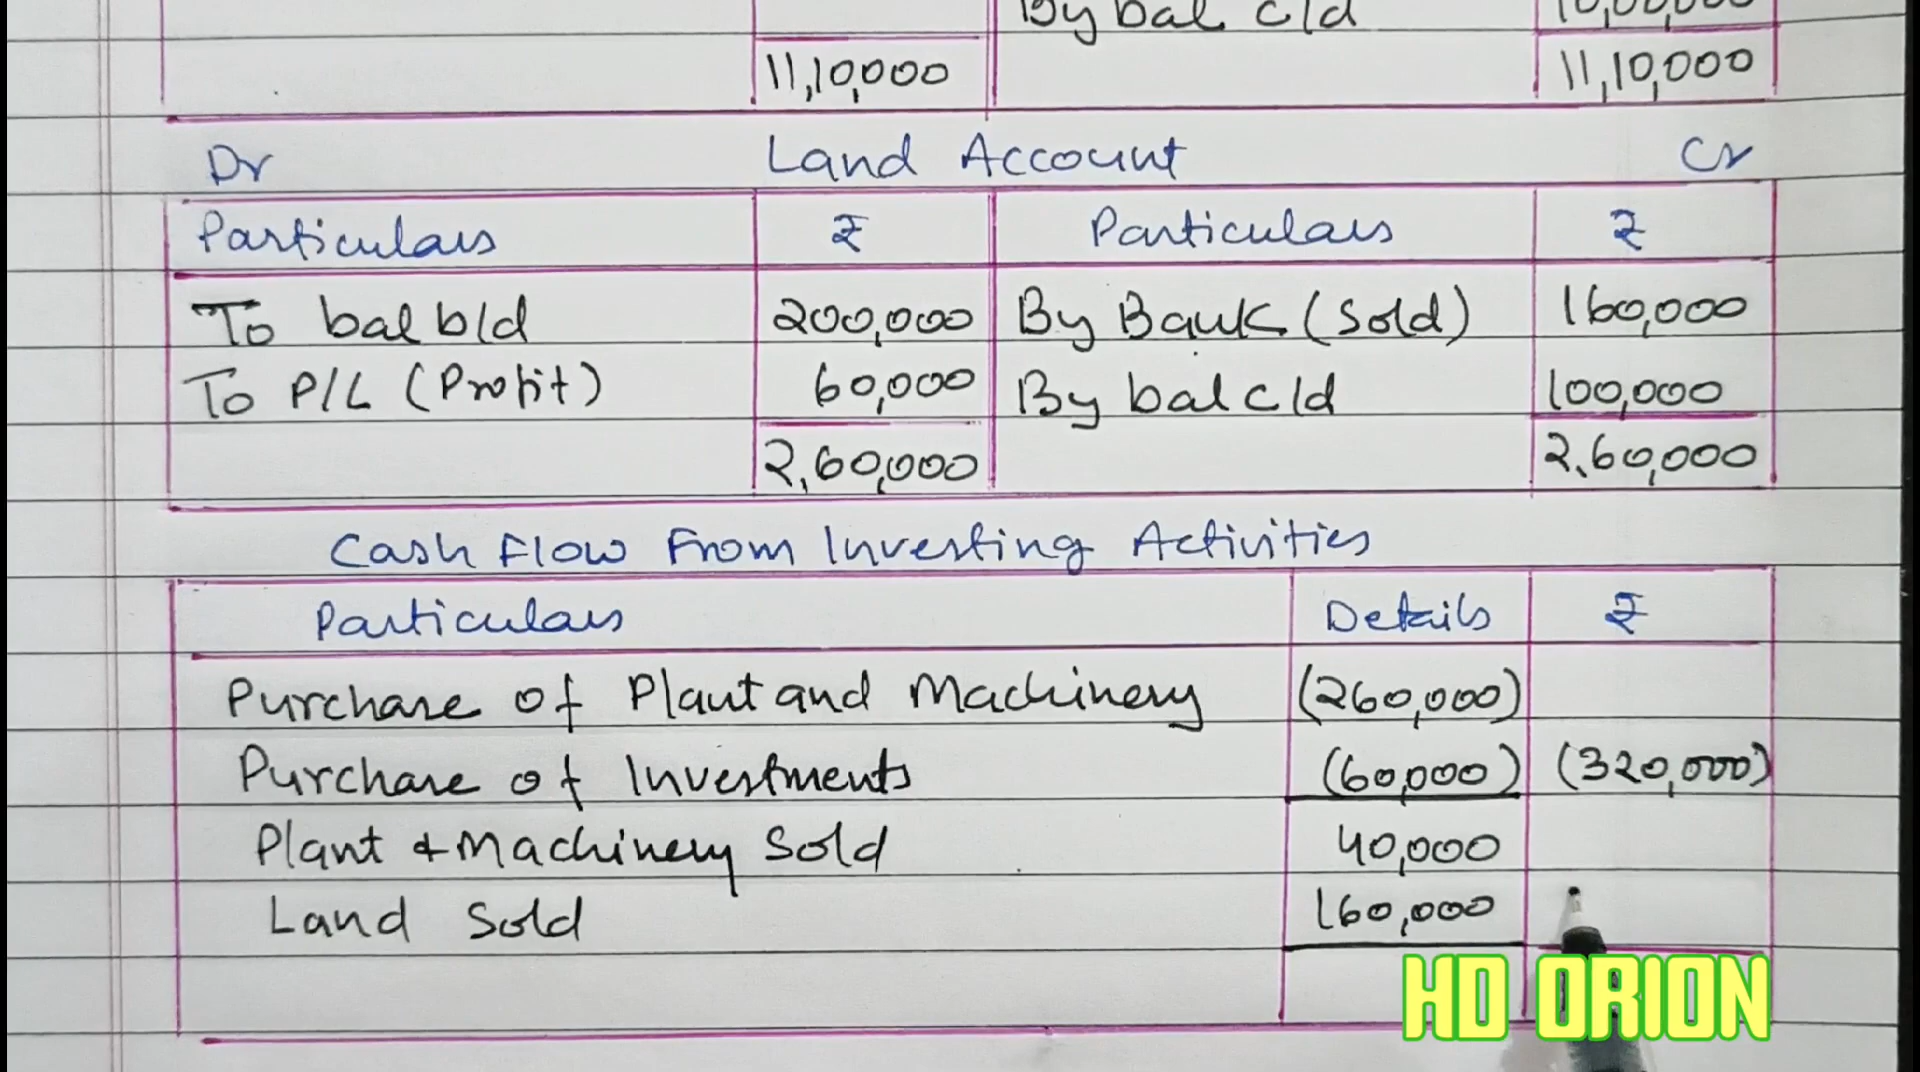 By bal c/d 10,00,000
11,10,000 11,10,000
Dr Land Account Cr
Particulars ₹ Particulars ₹
To bal b/d 200,000 By Bank (Sold) 160,000
To P/L (Profit) 60,000 By bal c/d 100,000
2,60,000 2,60,000
Cash Flow From Investing Activities
Particulars Details ₹
Purchase of Plant and Machinery (260,000)
Purchase of Investments (60,000) (320,000)
Plant & Machinery Sold 40,000
Land Sold 160,000
HD ORION